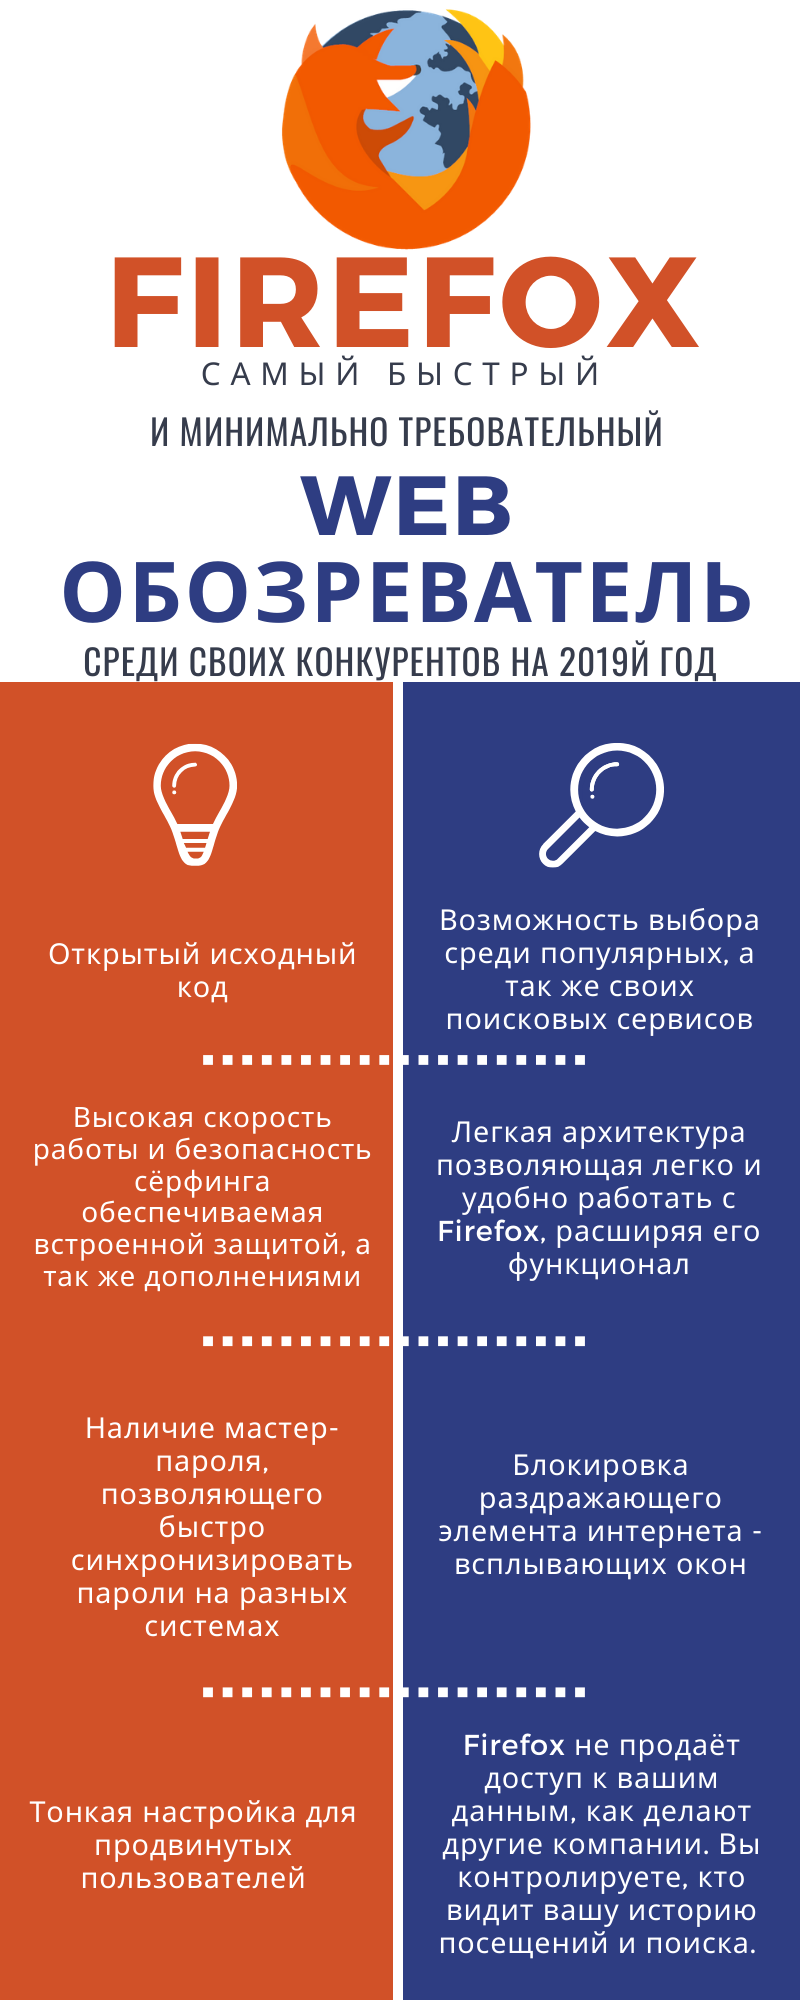 FIREFOX
САМЫЙ БЫСТРЫЙ
И МИНИМАЛЬНО ТРЕБОВАТЕЛЬНЫЙ
WEB
ОБОЗРЕВАТЕЛЬ
СРЕДИ СВОИХ КОНКУРЕНТОВ НА 2019Й ГОД
Открытый исходный
код
Возможность выбора
среди популярных, а
так же своих
поисковых сервисов
Высокая скорость
работы и безопасность
сёрфинга
обеспечиваемая
встроенной защитой, а
так же дополнениями
Легкая архитектура
позволяющая легко и
удобно работать с
Firefox, расширяя его
функционал
Наличие мастер-
пароля,
позволяющего
быстро
синхронизировать
пароли на разных
системах
Блокировка
раздражающего
элемента интернета -
всплывающих окон
Тонкая настройка для
продвинутых
пользователей
Firefox не продаёт
доступ к вашим
данным, как делают
другие компании. Вы
контролируете, кто
видит вашу историю
посещений и поиска.